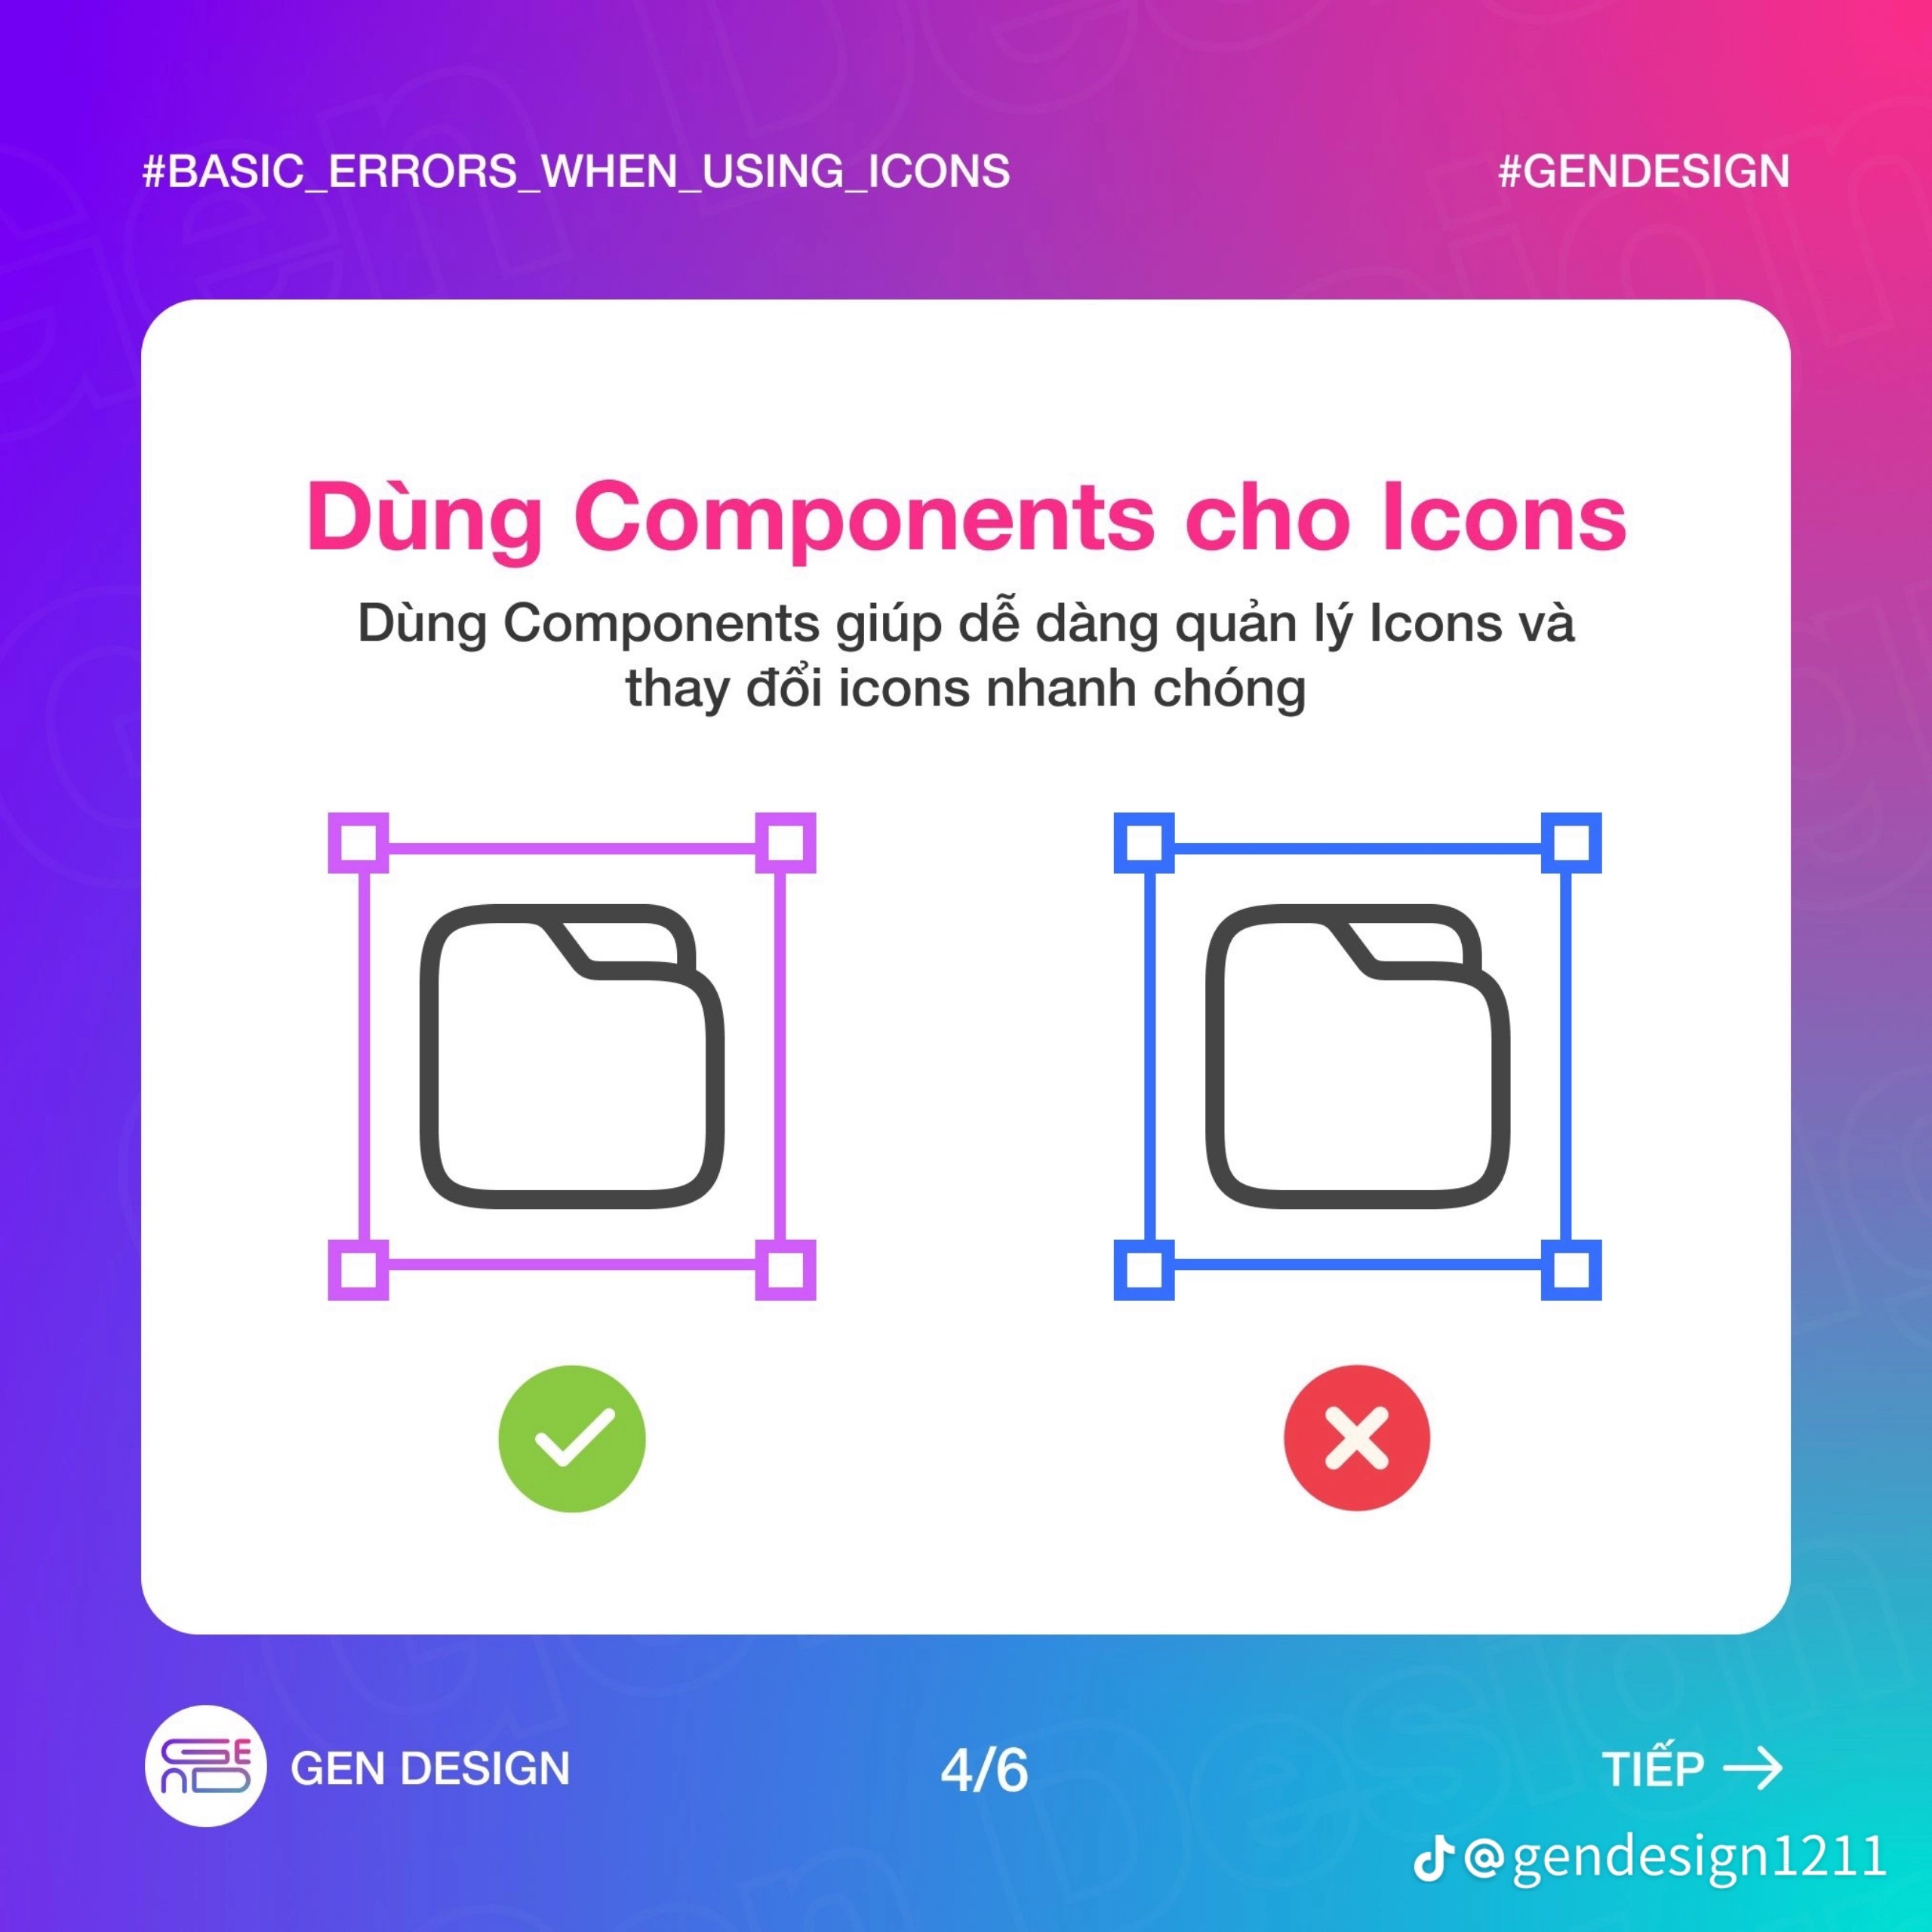 #BASIC_ERRORS_WHEN_USING_ICONS
#GENDESIGN
Dùng Components cho Icons
Dùng Components giúp dễ dàng quản lý Icons và
thay đổi icons nhanh chóng
GEND
GEN DESIGN
4/6
TIẾP
@gendesign1211